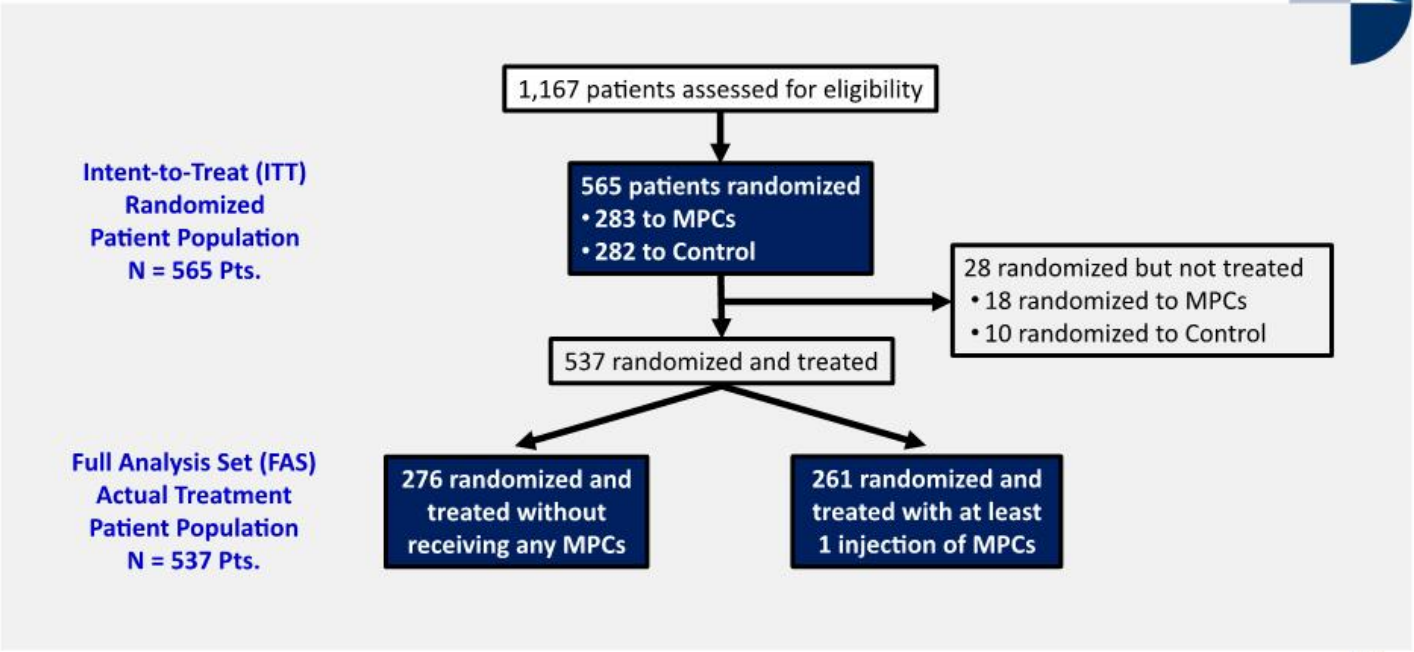 1,167 patients assessed for eligibility
Intent-to-Treat (ITT)
Randomized
Patient Population
N = 565 Pts.
565 patients randomized
• 283 to MPCs
• 282 to Control
28 randomized but not treated
• 18 randomized to MPCs
• 10 randomized to Control
537 randomized and treated
Full Analysis Set (FAS)
Actual Treatment
Patient Population
N = 537 Pts.
276 randomized and
treated without
receiving any MPCs
261 randomized and
treated with at least
1 injection of MPCs